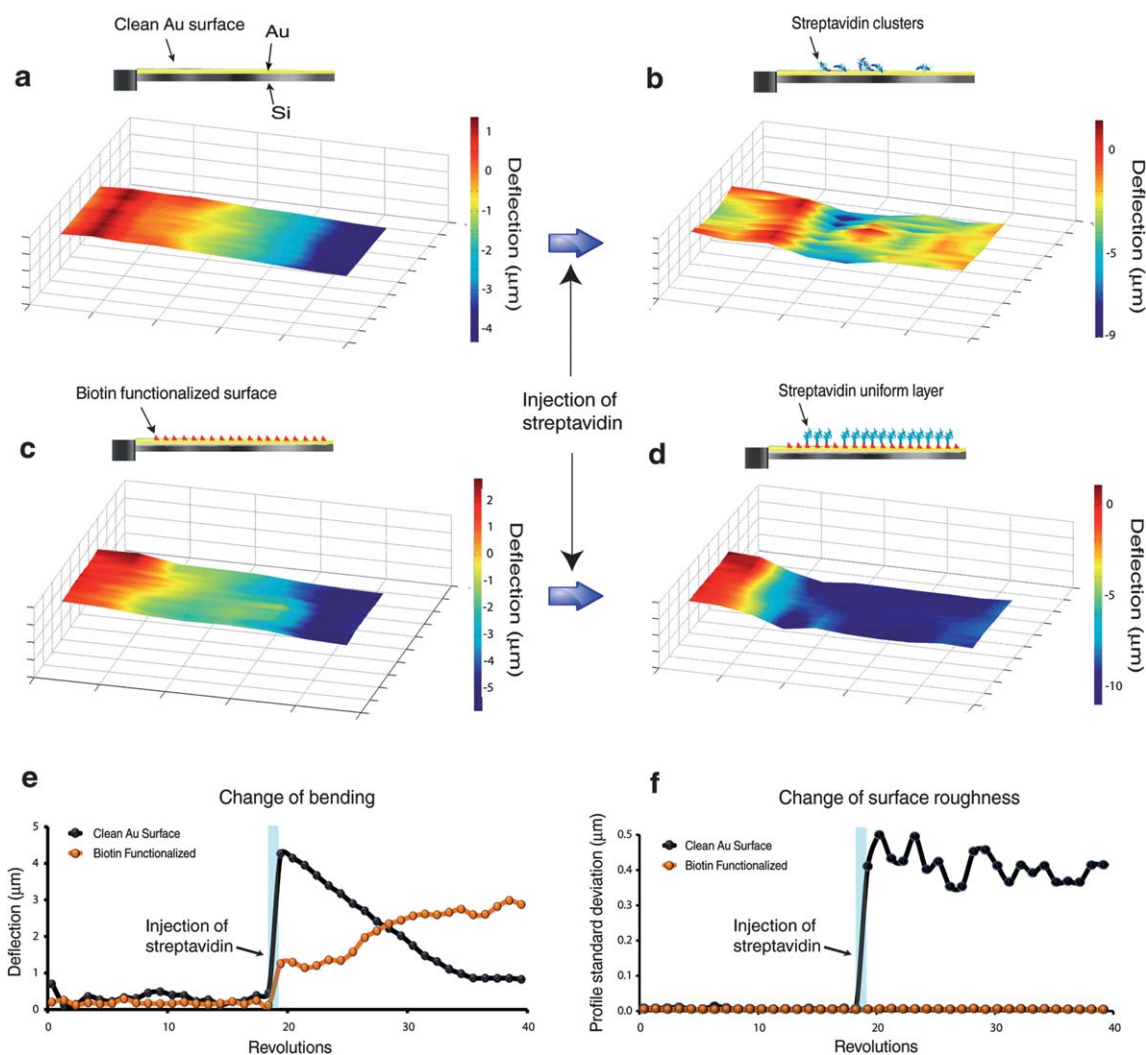 Clean Au surface
Au
a
Si
1
0
-1
-2
-3
-4
Deflection (μm)
Streptavidin clusters
b
0
-5
-9
Deflection (μm)
Injection of
streptavidin
Biotin functionalized surface
c
2
1
0
-1
-2
-3
-4
-5
Deflection (μm)
Streptavidin uniform layer
d
0
-5
-10
Deflection (μm)
e
Change of bending
5
4
3
2
1
0
Deflection (μm)
Clean Au Surface
Biotin Functionalized
Injection of
streptavidin
0 10 20 30 40
Revolutions
f
Change of surface roughness
0.5
0.4
0.3
0.2
0.1
0.0
Profile standard deviation (μm)
Clean Au Surface
Biotin Functionalized
Injection of
streptavidin
0 10 20 30 40
Revolutions